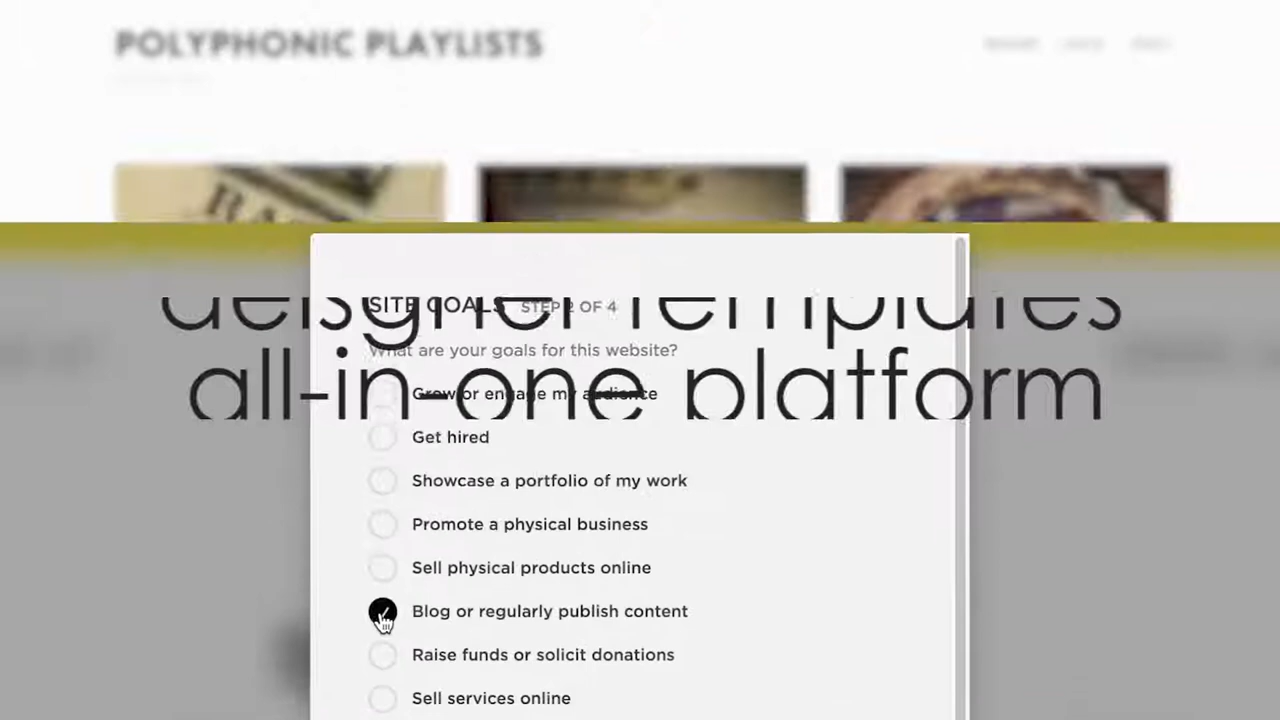 POLYPHONIC PLAYLISTS
SITE GOALS STEP 2 OF 4
deisgner templates
What are your goals for this website?
all-in-one platform
Grow or engage my audience
Get hired
Showcase a portfolio of my work
Promote a physical business
Sell physical products online
Blog or regularly publish content
Raise funds or solicit donations
Sell services online